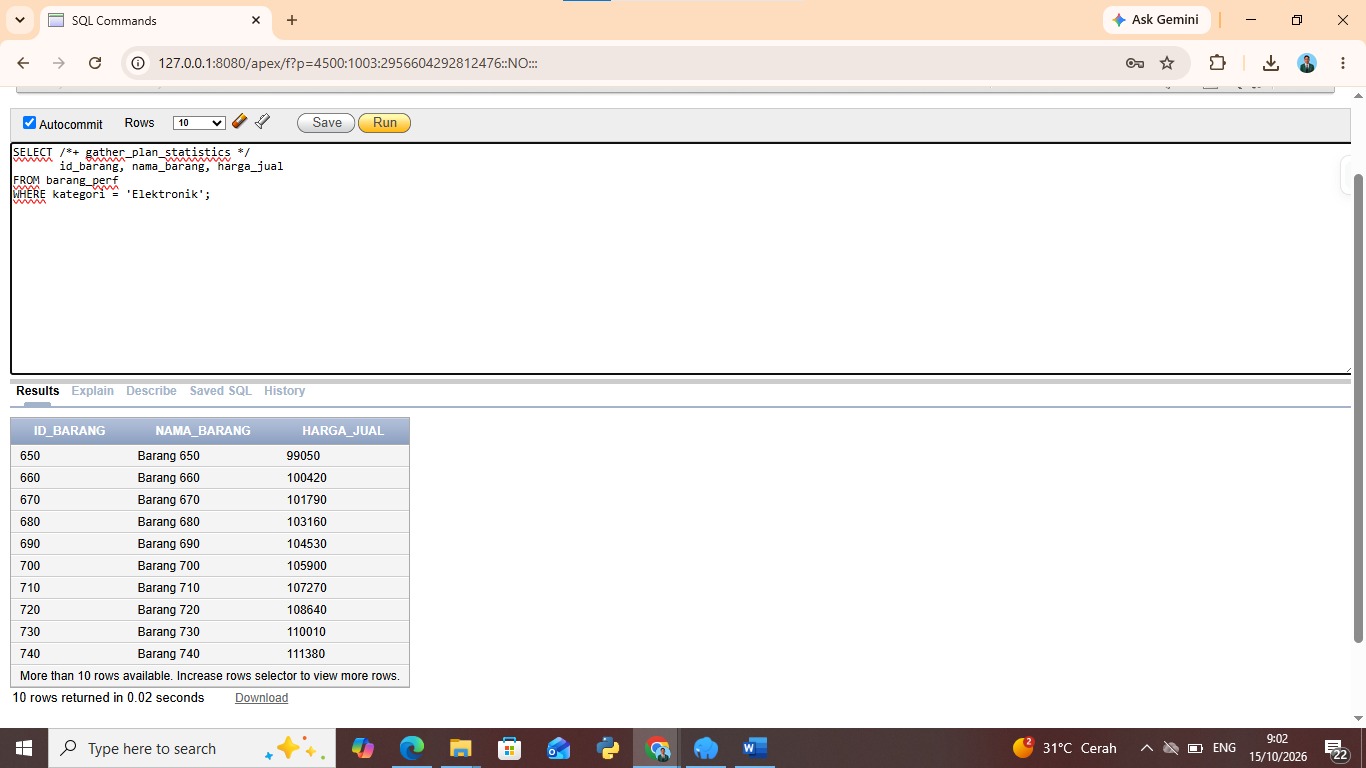 SQL Commands
Ask Gemini
127.0.0.1:8080/apex/f?p=4500:1003:2956604292812476::NO:::
Autocommit Rows 10 Save Run
SELECT /*+ gather_plan_statistics */
id_barang, nama_barang, harga_jual
FROM barang_perf
WHERE kategori = 'Elektronik';
Results Explain Describe Saved SQL History
ID_BARANG NAMA_BARANG HARGA_JUAL
650 Barang 650 99050
660 Barang 660 100420
670 Barang 670 101790
680 Barang 680 103160
690 Barang 690 104530
700 Barang 700 105900
710 Barang 710 107270
720 Barang 720 108640
730 Barang 730 110010
740 Barang 740 111380
More than 10 rows available. Increase rows selector to view more rows.
10 rows returned in 0.02 seconds Download
Type here to search
2
31°C Cerah
ENG
9:02
15/10/2026
22